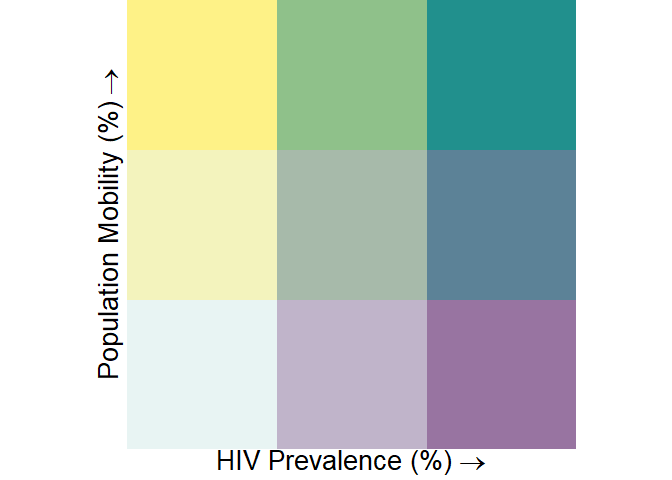 Population Mobility (%) →
HIV Prevalence (%) →